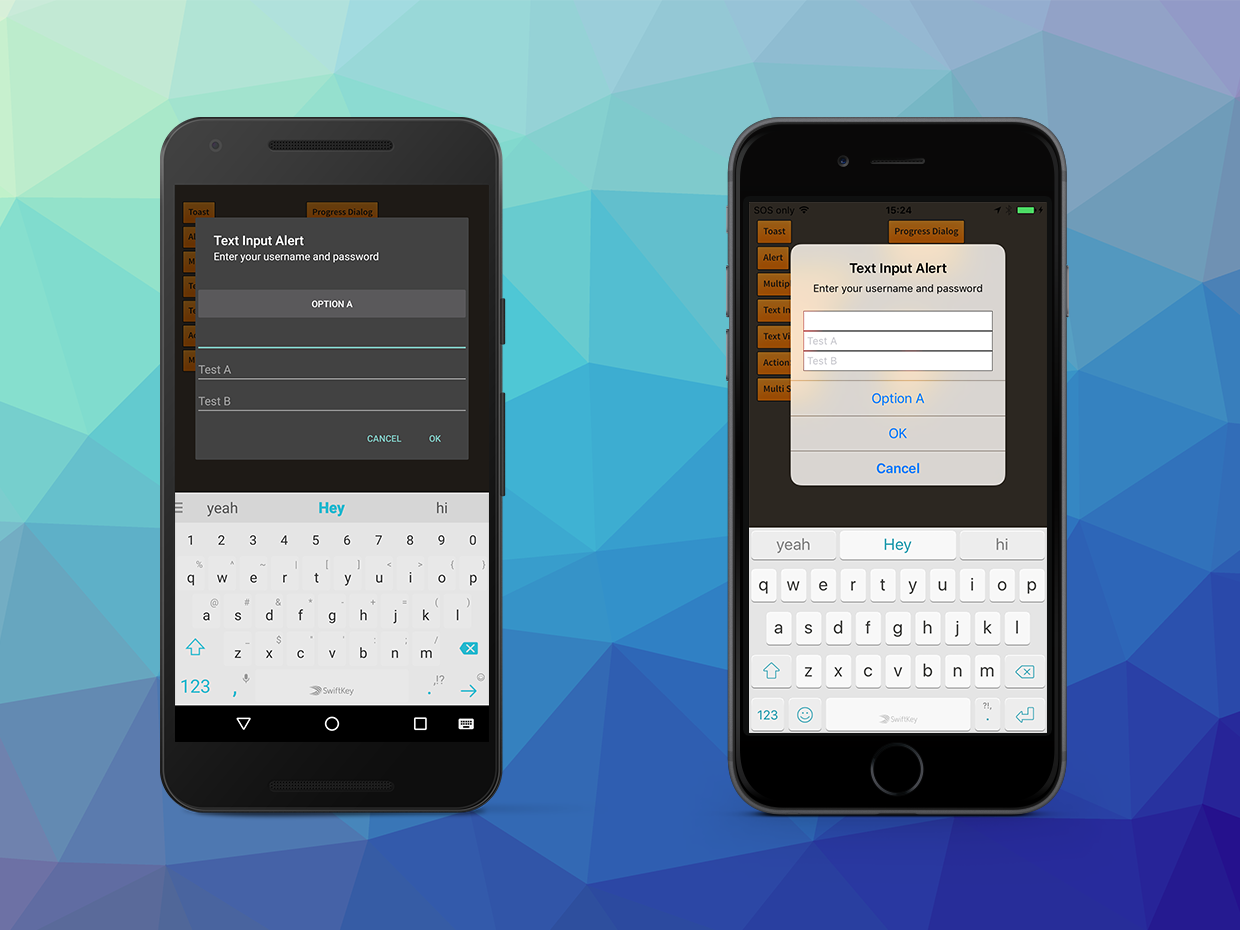 Toast
Progress Dialog
Text Input Alert
Enter your username and password
OPTION A
Test A
Test B
CANCEL
OK
yeah
Hey
hi
1 2 3 4 5 6 7 8 9 0
q w e r t y u i o p
a s d f g h j k l
z x c v b n m
123
,
SwiftKey
,!?
.
SOS only
15:24
Toast
Progress Dialog
Alert
Multip
Text In
Text Vi
Action
Multi S
Text Input Alert
Enter your username and password
Test A
Test B
Option A
OK
Cancel
yeah
Hey
hi
q w e r t y u i o p
a s d f g h j k l
z x c v b n m
123
SwiftKey
?!,
.